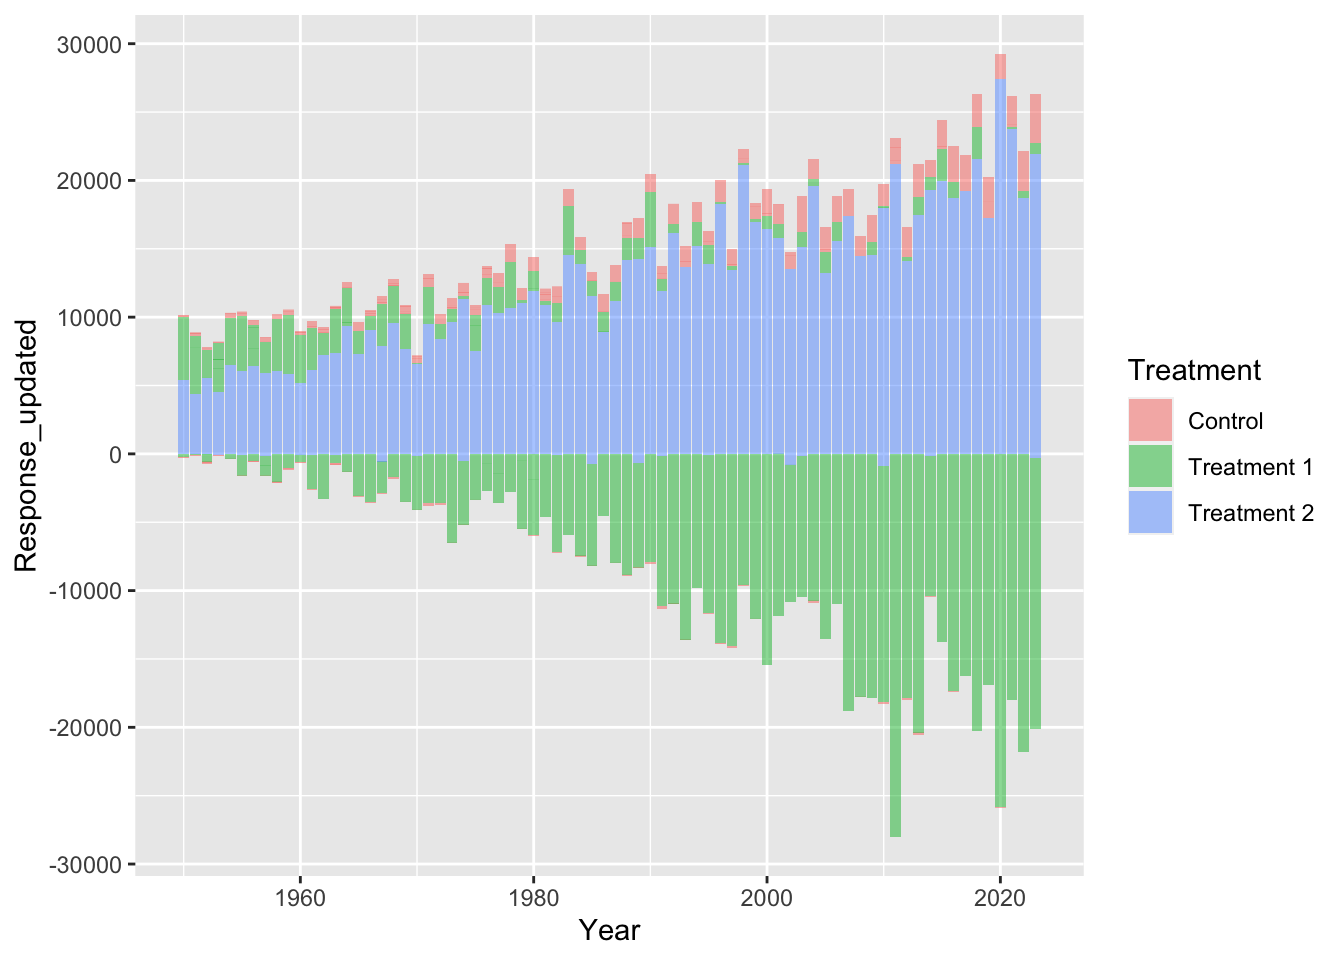 30000
20000
10000
0
-10000
-20000
-30000
Response_updated
1960
1980
2000
2020
Year
Treatment
Control
Treatment 1
Treatment 2